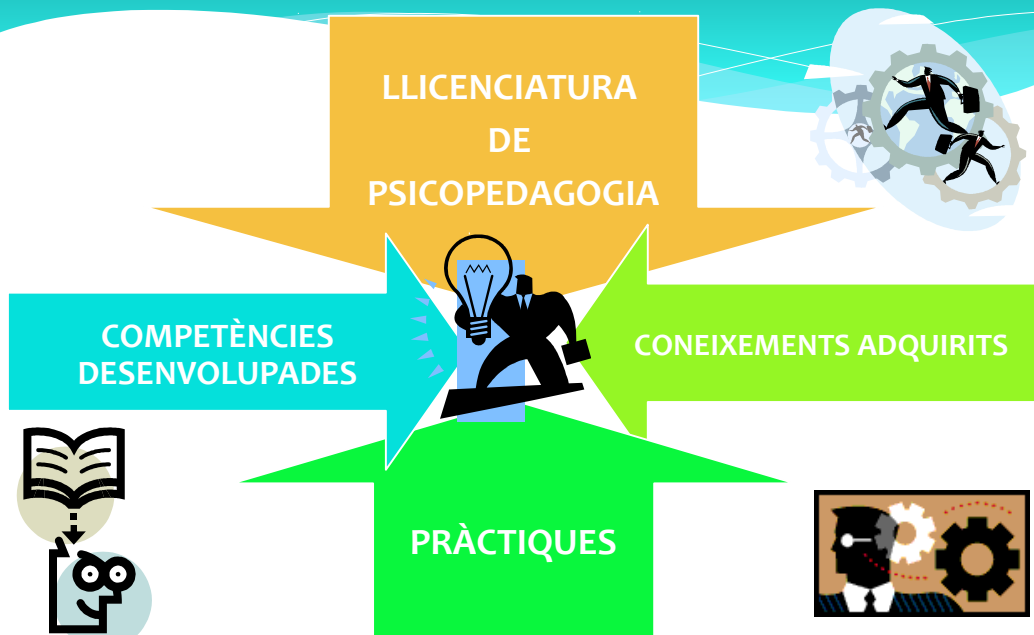 LLICENCIATURA
DE
PSICOPEDAGOGIA
COMPETÈNCIES
DESENVOLUPADES
CONEIXEMENTS ADQUIRITS
PRÀCTIQUES